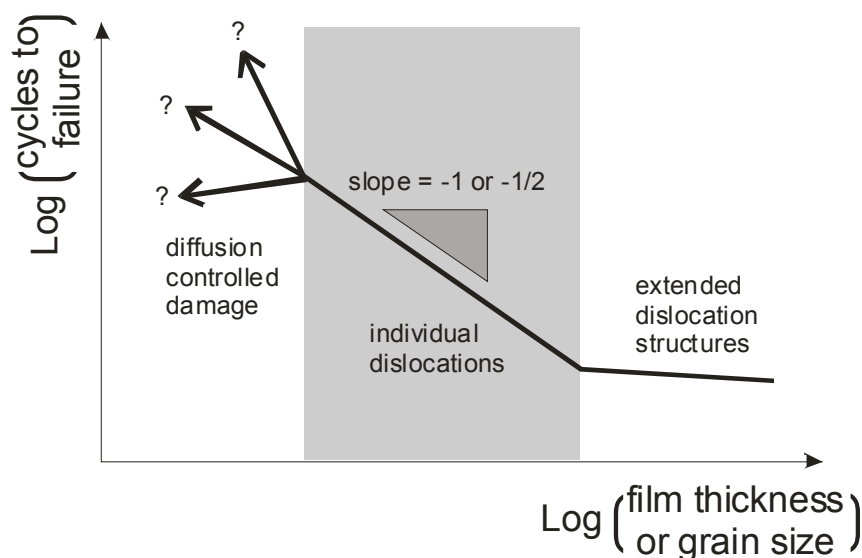 Log (cycles to
failure)
?
?
?
slope = -1 or -1/2
diffusion
controlled
damage
individual
dislocations
extended
dislocation
structures
Log (film thickness
or grain size)